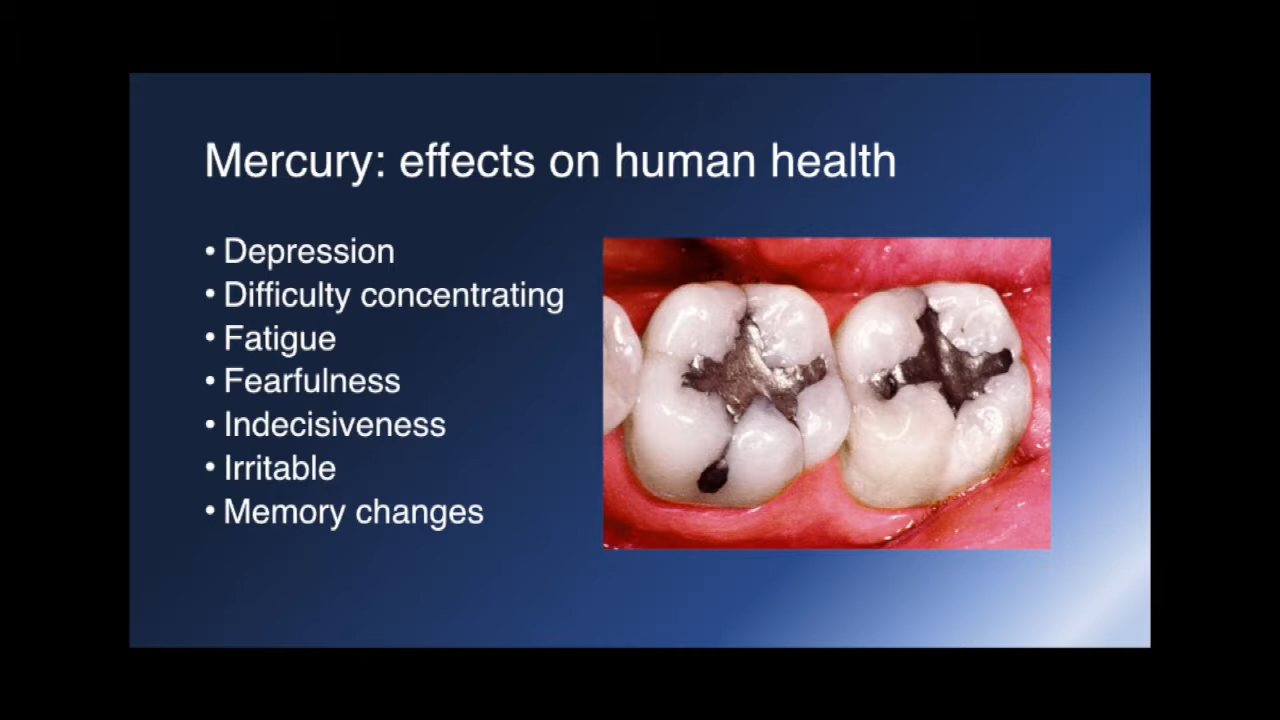 Mercury: effects on human health
• Depression
• Difficulty concentrating
• Fatigue
• Fearfulness
• Indecisiveness
• Irritable
• Memory changes